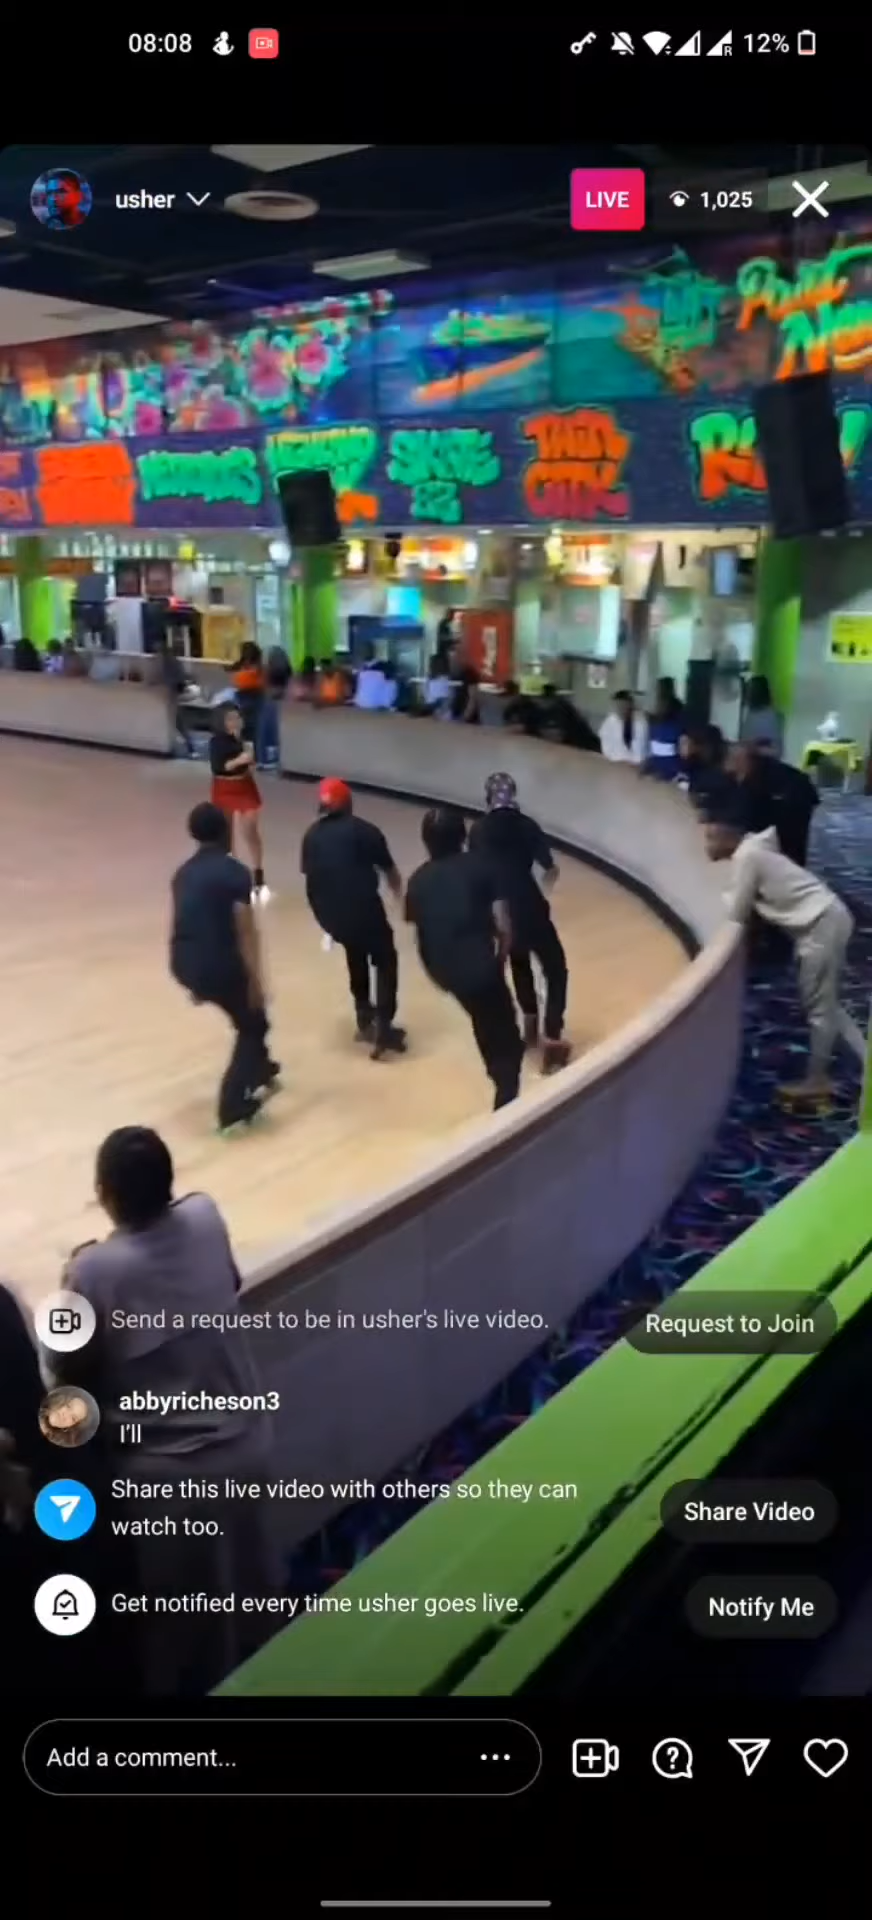 08:08
R
12%
usher
LIVE
1,025
Send a request to be in usher's live video.
Request to Join
abbyricheson3
I'll
Share this live video with others so they can
watch too.
Share Video
Get notified every time usher goes live.
Notify Me
Add a comment...